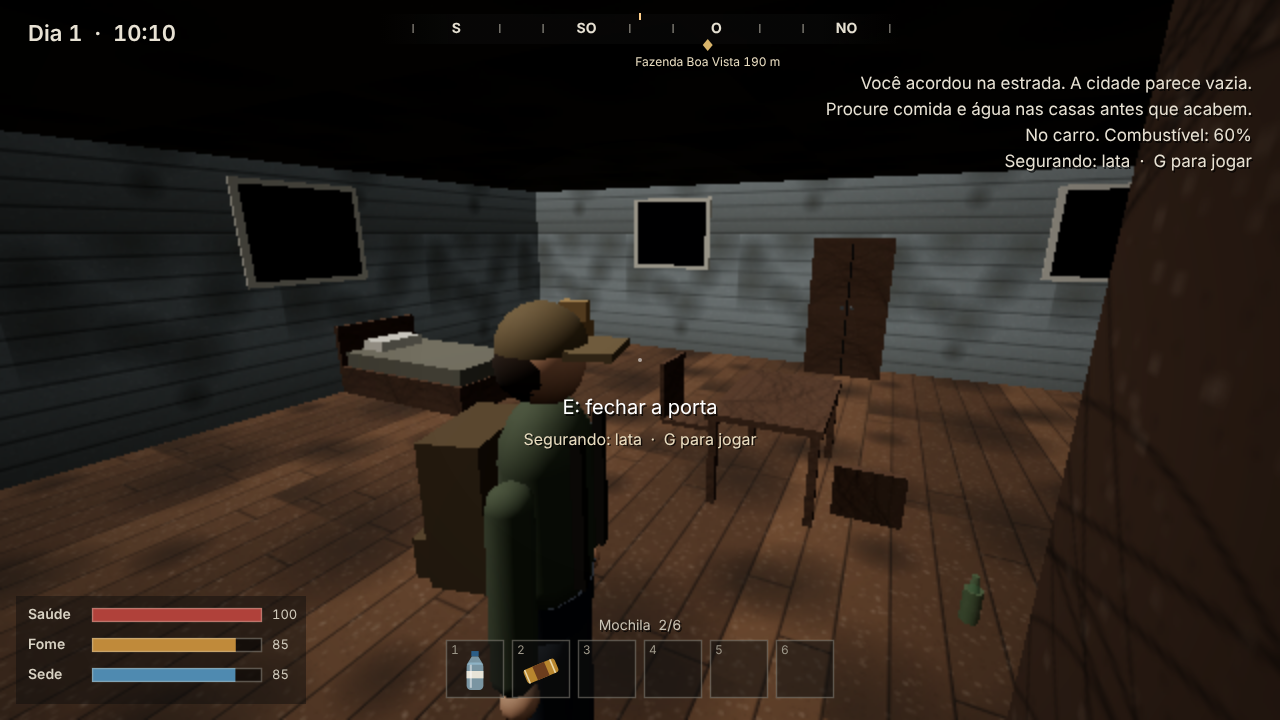 Dia 1 · 10:10
S SO O NO
Fazenda Boa Vista 190 m
Você acordou na estrada. A cidade parece vazia.
Procure comida e água nas casas antes que acabem.
No carro. Combustível: 60%
Segurando: lata · G para jogar
E: fechar a porta
Segurando: lata · G para jogar
Saúde 100
Fome 85
Sede 85
Mochila 2/6
1 2 3 4 5 6